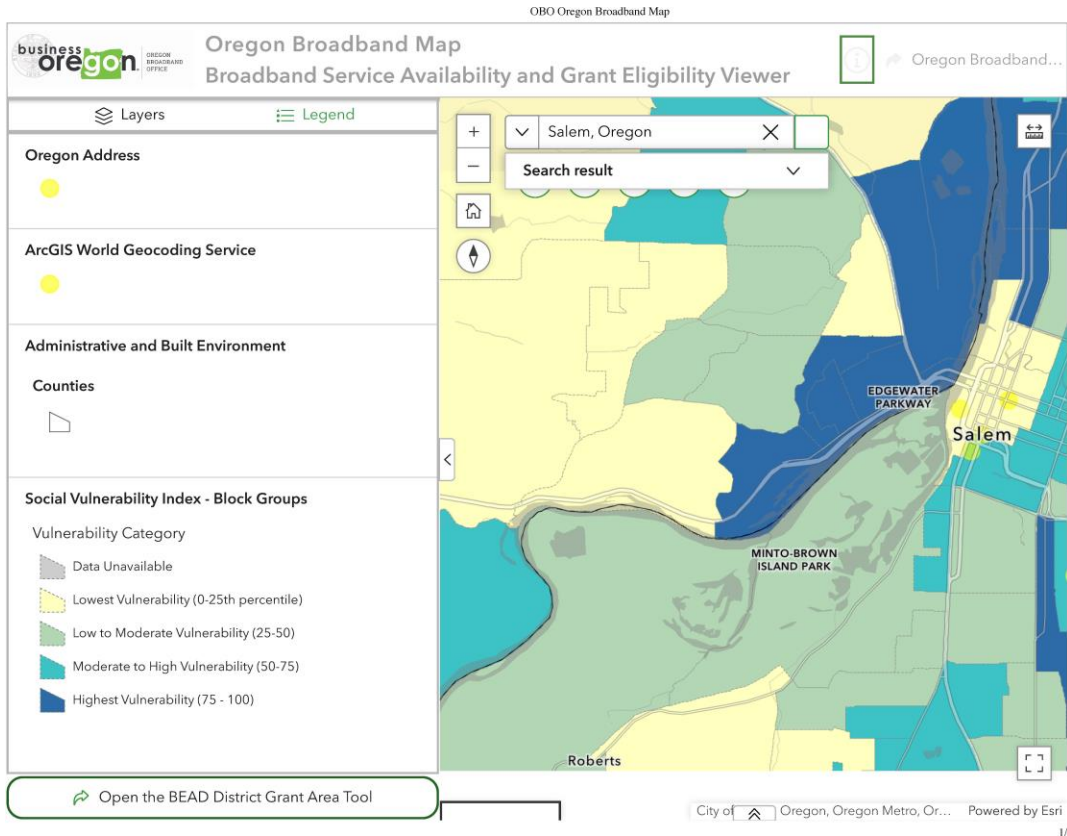 OBO Oregon Broadband Map
business
oregon.
OREGON
BROADBAND
OFFICE
Oregon Broadband Map
Broadband Service Availability and Grant Eligibility Viewer
Oregon Broadband...
Layers
Legend
Oregon Address
ArcGIS World Geocoding Service
Administrative and Built Environment
Counties
Social Vulnerability Index - Block Groups
Vulnerability Category
Data Unavailable
Lowest Vulnerability (0-25th percentile)
Low to Moderate Vulnerability (25-50)
Moderate to High Vulnerability (50-75)
Highest Vulnerability (75 - 100)
Open the BEAD District Grant Area Tool
Salem, Oregon
Search result
EDGEWATER
PARKWAY
Salem
MINTO-BROWN
ISLAND PARK
Roberts
City of Oregon, Oregon Metro, Or... Powered by Esri
1/